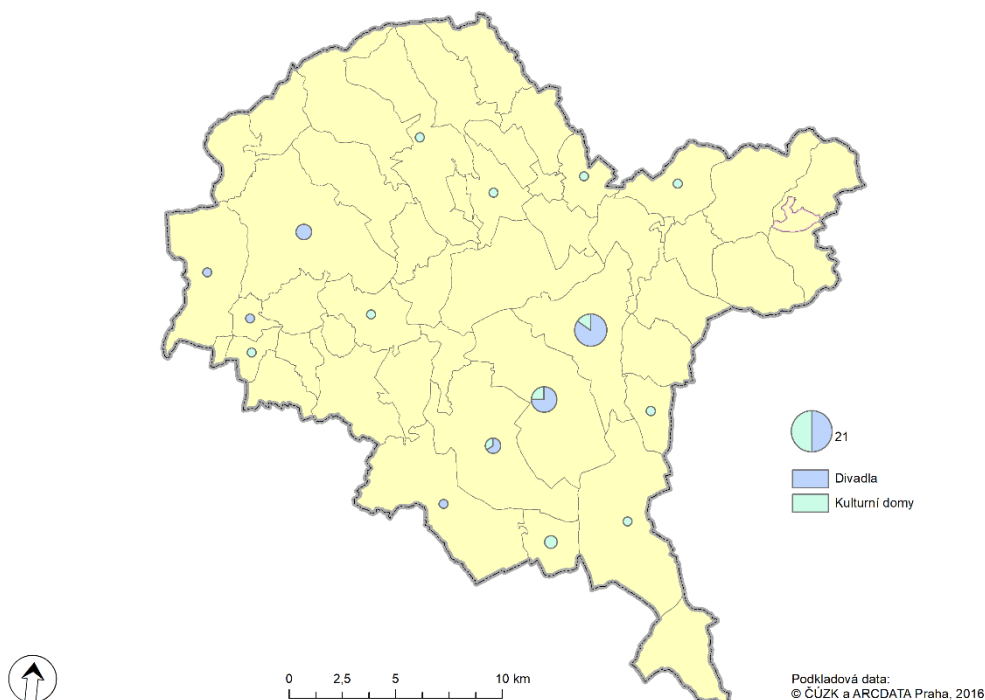 21
Divadla
Kulturní domy
0 2,5 5 10 km
Podkladová data:
© ČÚZK a ARCDATA Praha, 2016